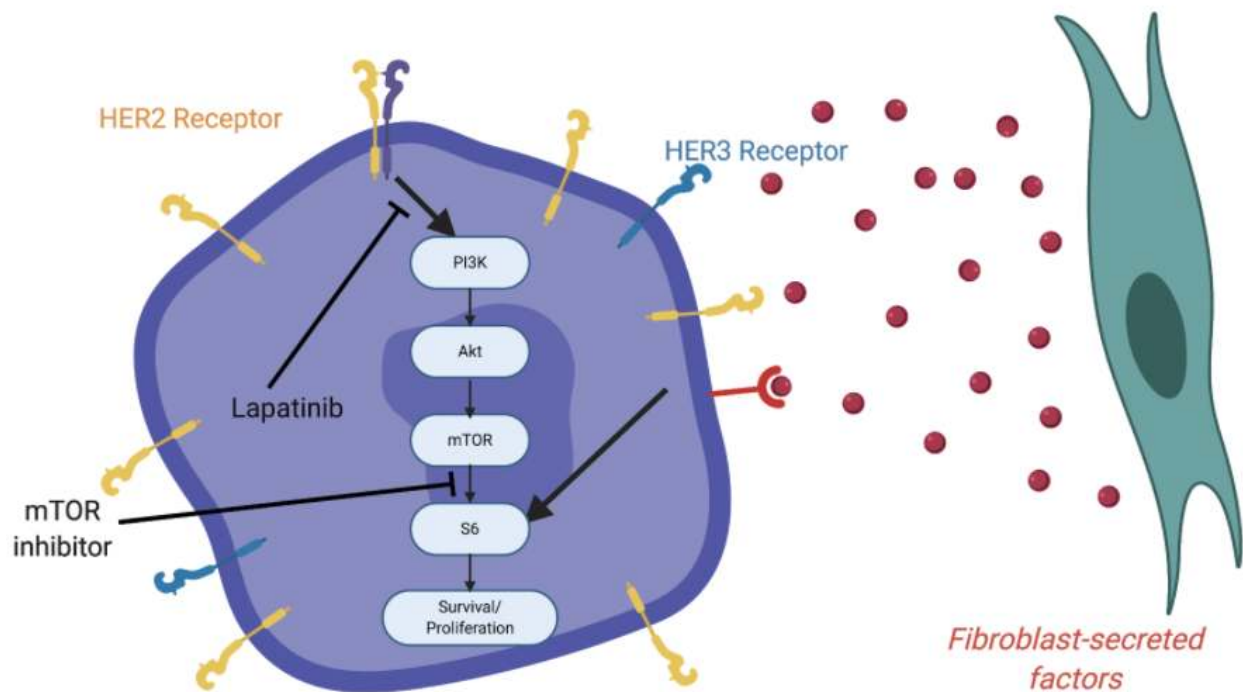 HER2 Receptor
HER3 Receptor
PI3K
Akt
Lapatinib
mTOR
mTOR
inhibitor
S6
Survival/
Proliferation
Fibroblast-secreted
factors